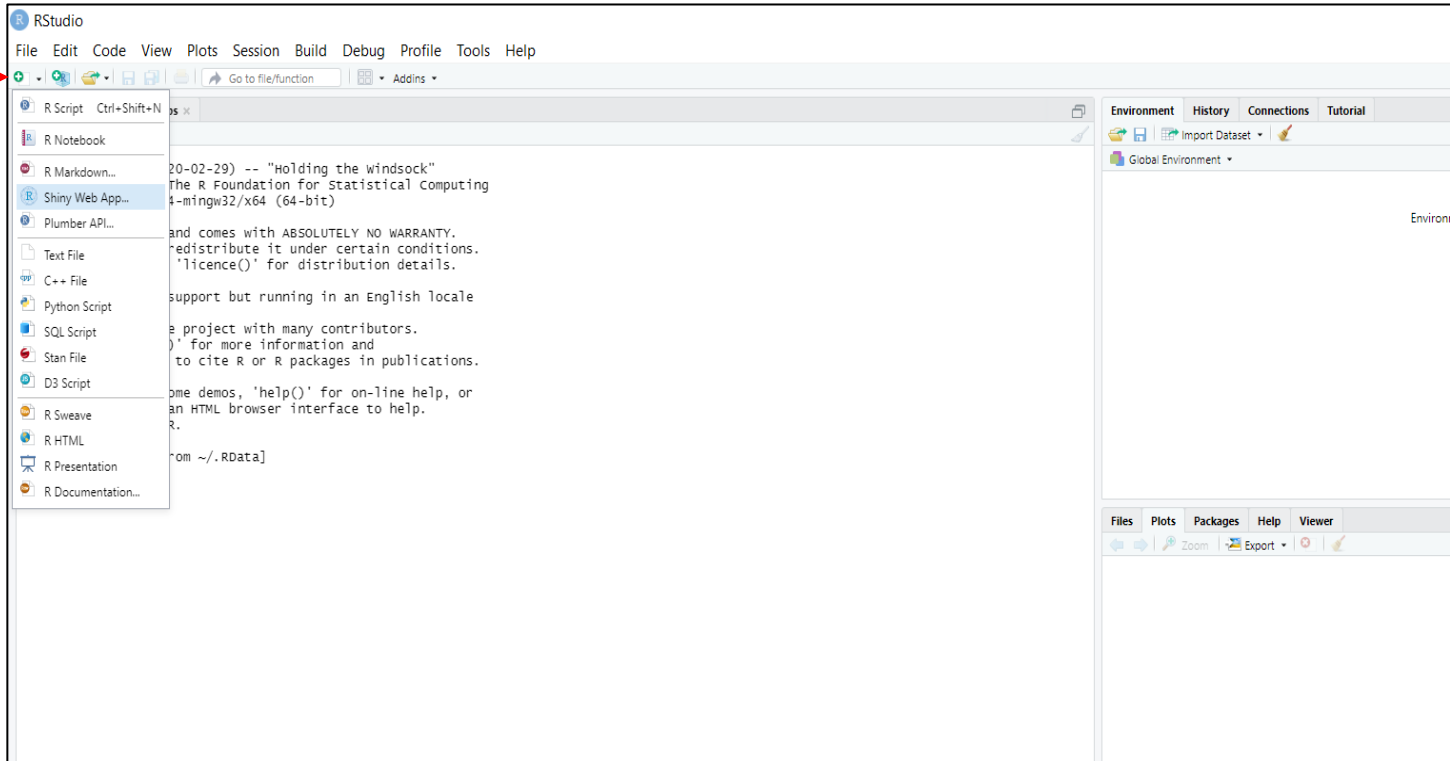 RStudio
File Edit Code View Plots Session Build Debug Profile Tools Help
Go to file/function Addins
R Script Ctrl+Shift+N
R Notebook
R Markdown...
Shiny Web App...
Plumber API...
Text File
C++ File
Python Script
SQL Script
Stan File
D3 Script
R Sweave
R HTML
R Presentation
R Documentation...
20-02-29) -- "Holding the Windsock"
The R Foundation for Statistical Computing
4-mingw32/x64 (64-bit)
and comes with ABSOLUTELY NO WARRANTY.
redistribute it under certain conditions.
'licence()' for distribution details.
support but running in an English locale
e project with many contributors.
)' for more information and
to cite R or R packages in publications.
ome demos, 'help()' for on-line help, or
an HTML browser interface to help.
R.
rom ~/.RData]
Environment History Connections Tutorial
Import Dataset
Global Environment
Environ
Files Plots Packages Help Viewer
Zoom Export